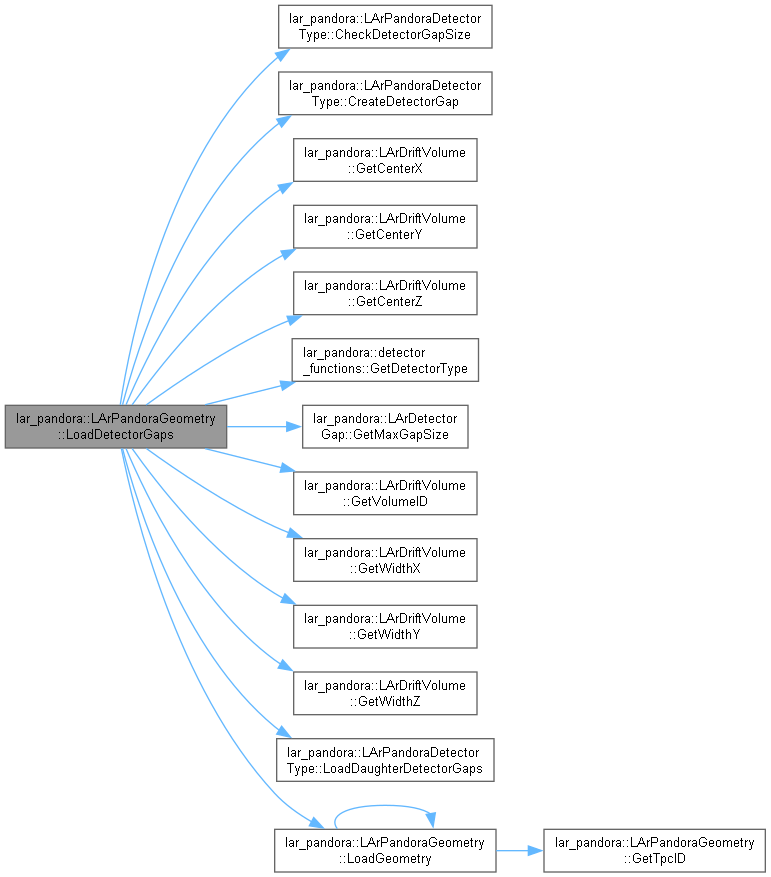 lar_pandora::LArPandoraDetector
Type::CheckDetectorGapSize
lar_pandora::LArPandoraDetector
Type::CreateDetectorGap
lar_pandora::LArDriftVolume
::GetCenterX
lar_pandora::LArDriftVolume
::GetCenterY
lar_pandora::LArDriftVolume
::GetCenterZ
lar_pandora::detector
_functions::GetDetectorType
lar_pandora::LArPandoraGeometry
::LoadDetectorGaps
lar_pandora::LArDetector
Gap::GetMaxGapSize
lar_pandora::LArDriftVolume
::GetVolumeID
lar_pandora::LArDriftVolume
::GetWidthX
lar_pandora::LArDriftVolume
::GetWidthY
lar_pandora::LArDriftVolume
::GetWidthZ
lar_pandora::LArPandoraDetector
Type::LoadDaughterDetectorGaps
lar_pandora::LArPandoraGeometry
::LoadGeometry
lar_pandora::LArPandoraGeometry
::GetTpcID